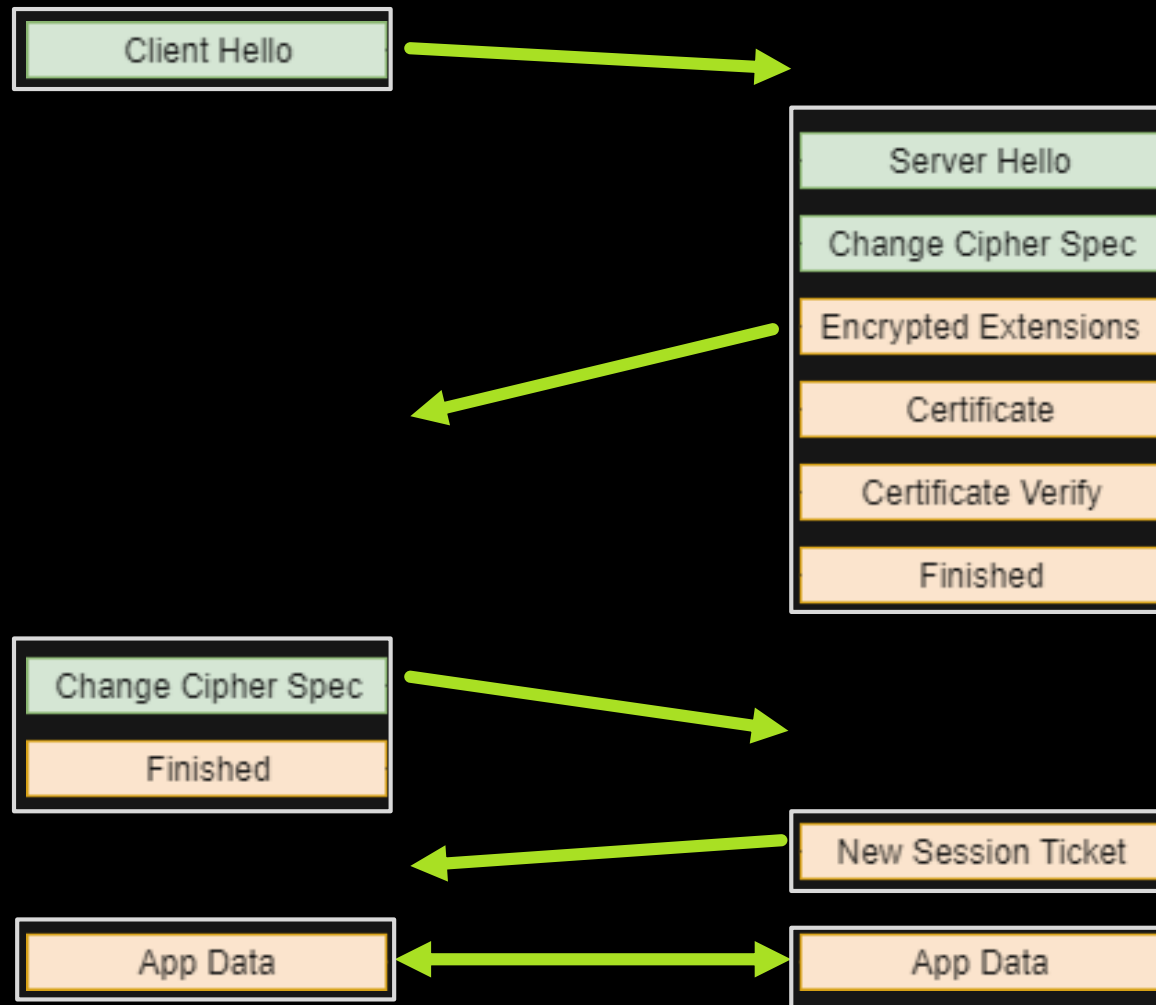 Client Hello
Server Hello
Change Cipher Spec
Encrypted Extensions
Certificate
Certificate Verify
Finished
Change Cipher Spec
Finished
New Session Ticket
App Data
App Data